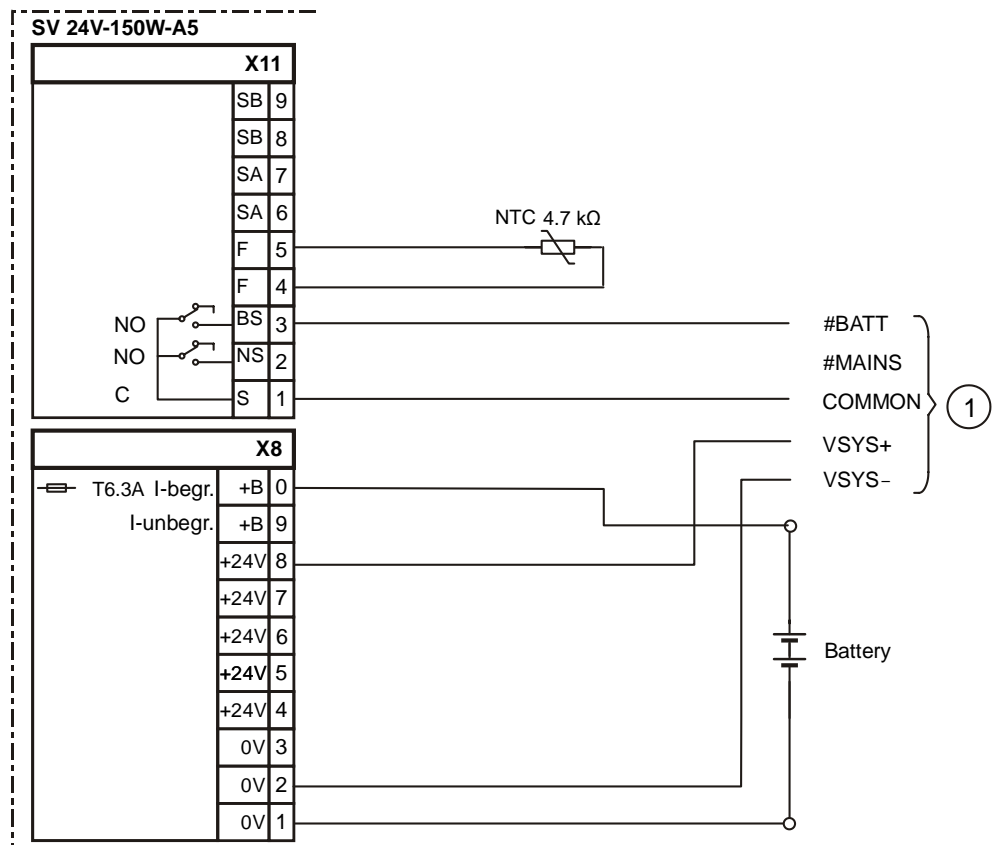 SV 24V-150W-A5
X11
SB 9
SB 8
SA 7
SA 6
NTC 4.7 kΩ
F 5
F 4
NO BS 3 #BATT
NO NS 2 #MAINS
C S 1 COMMON
1
X8
VSYS+
VSYS−
T6.3A I-begr. +B 0
I-unbegr. +B 9
+24V 8
+24V 7
+24V 6
+24V 5
+24V 4
Battery
0V 3
0V 2
0V 1